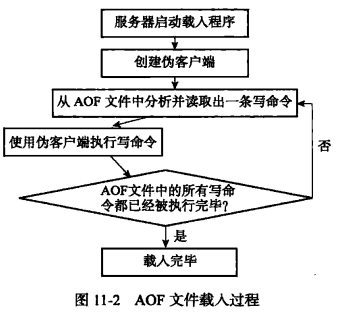 服务器启动载入程序
创建伪客户端
从 AOF 文件中分析并读取出一条写命令
使用伪客户端执行写命令
否
AOF文件中的所有写命
令都已经被执行完毕？
是
载入完毕
图 11-2 AOF 文件载入过程